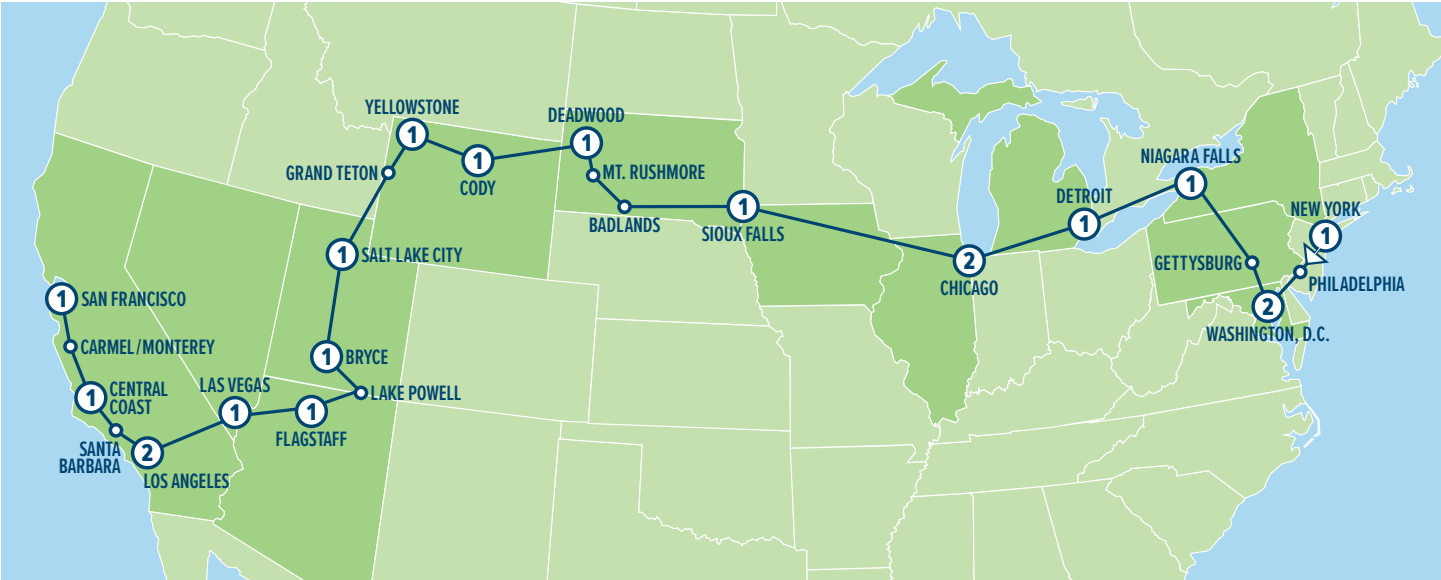 YELLOWSTONE
1
GRAND TETON
1
CODY
DEADWOOD
1
MT. RUSHMORE
BADLANDS
1
SIOUX FALLS
2
CHICAGO
DETROIT
1
NIAGARA FALLS
1
NEW YORK
1
GETTYSBURG
PHILADELPHIA
2
WASHINGTON, D.C.
1
SALT LAKE CITY
1
BRYCE
LAKE POWELL
1
FLAGSTAFF
LAS VEGAS
1
1
SAN FRANCISCO
CARMEL/MONTEREY
1
CENTRAL
COAST
SANTA
BARBARA
2
LOS ANGELES